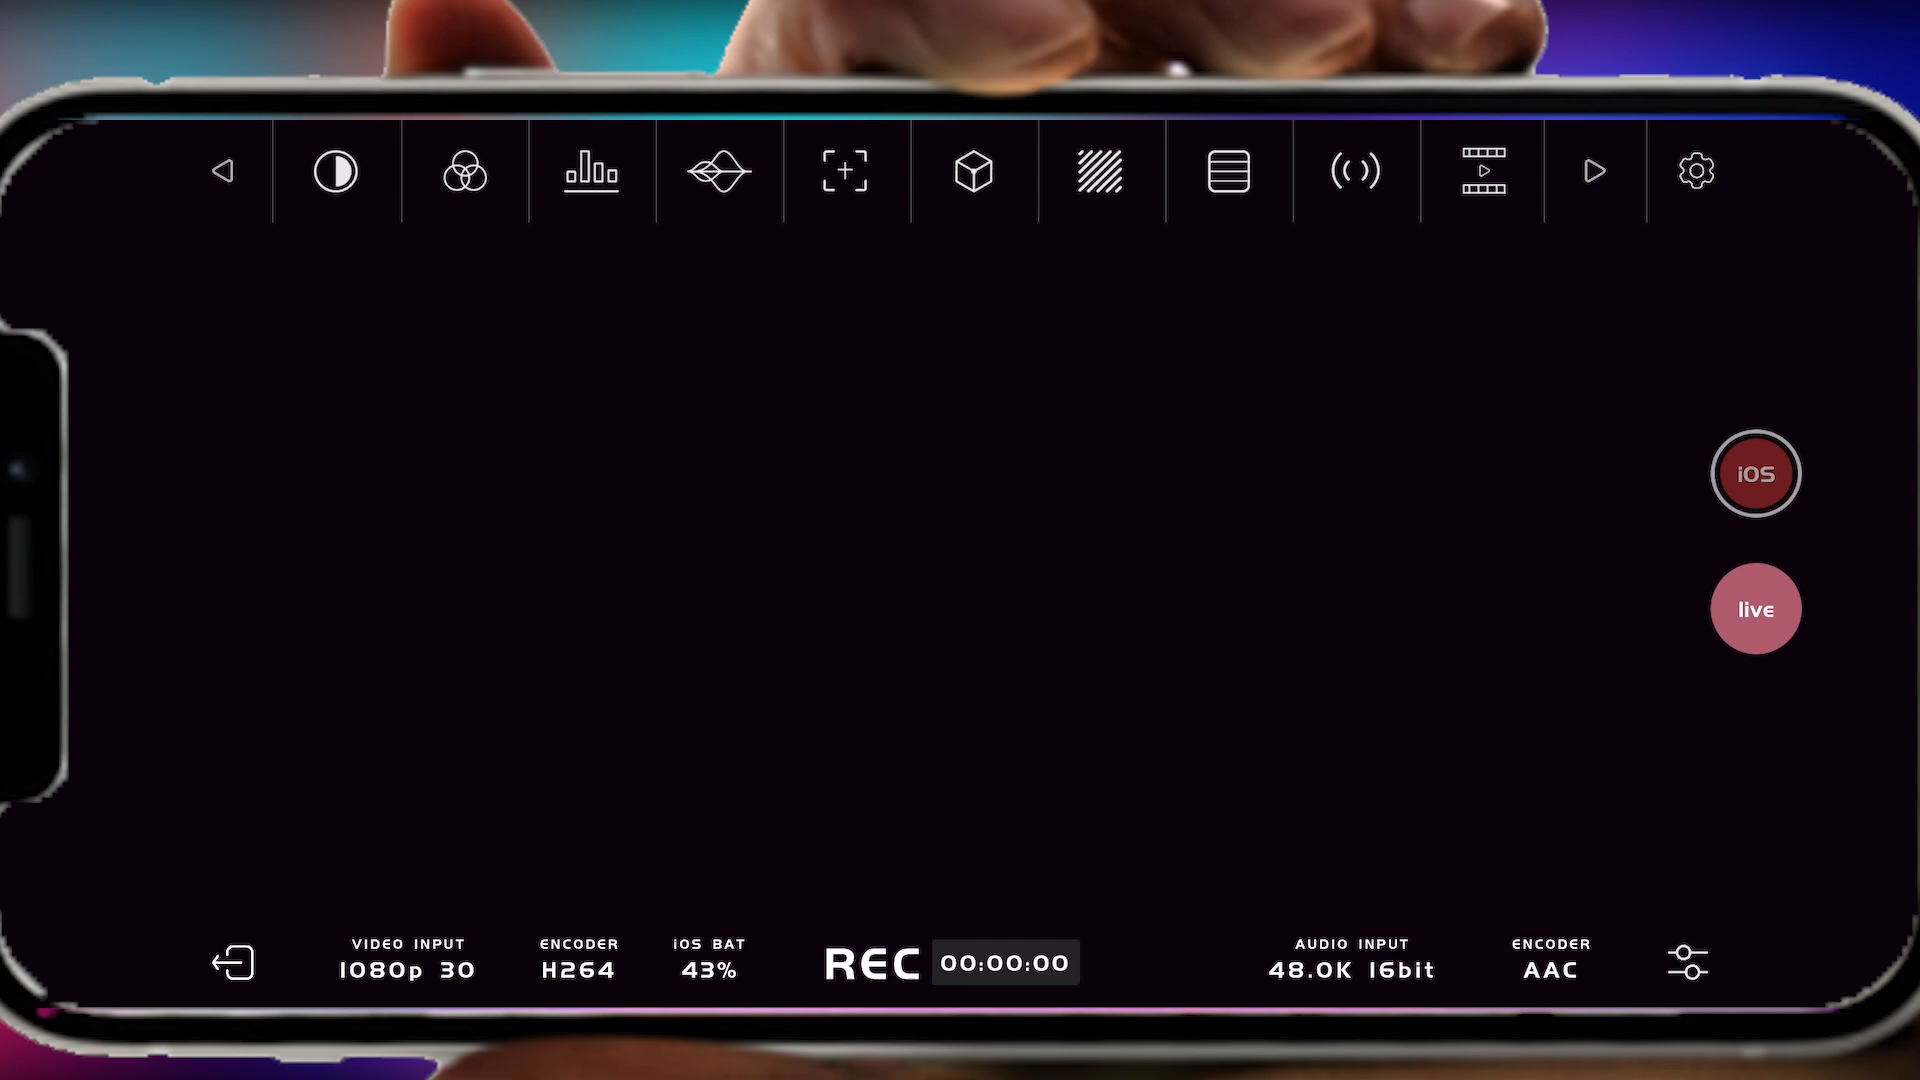 iOS
live
VIDEO INPUT
1080p 30
ENCODER
H264
iOS BAT
43%
REC 00:00:00
AUDIO INPUT
48.0K 16bit
ENCODER
AAC